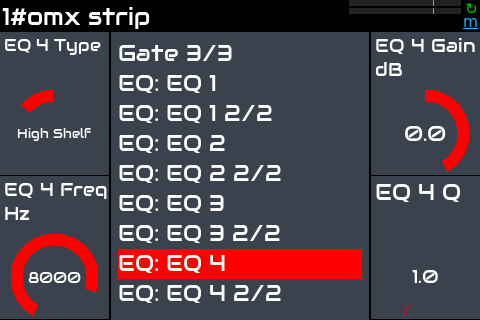 1#omx strip
m
EQ 4 Type
High Shelf
EQ 4 Freq
Hz
8000
Gate 3/3
EQ: EQ 1
EQ: EQ 1 2/2
EQ: EQ 2
EQ: EQ 2 2/2
EQ: EQ 3
EQ: EQ 3 2/2
EQ: EQ 4
EQ: EQ 4 2/2
EQ 4 Gain
dB
0.0
EQ 4 Q
1.0